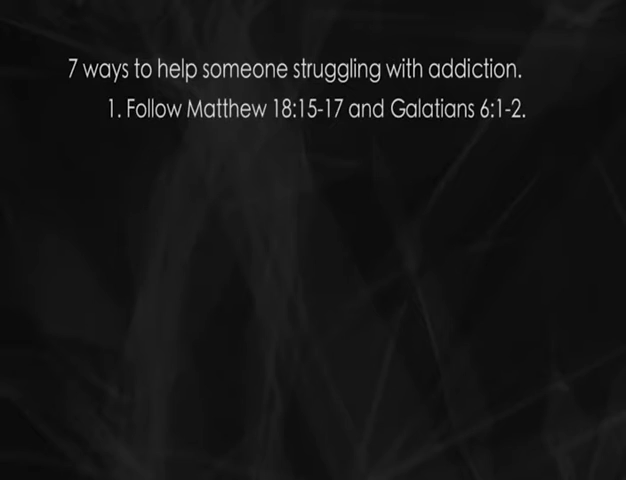 7 ways to help someone struggling with addiction.
1. Follow Matthew 18:15-17 and Galatians 6:1-2.